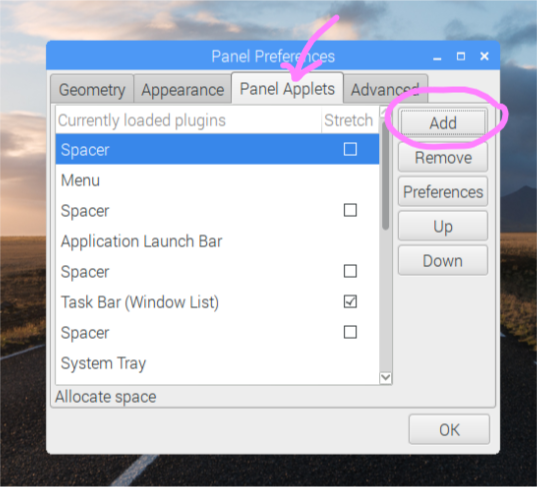 Panel Preferences
Geometry Appearance Panel Applets Advanced
Currently loaded plugins Stretch
Add
Spacer
Remove
Menu
Preferences
Spacer
Up
Application Launch Bar
Down
Spacer
Task Bar (Window List)
Spacer
System Tray
Allocate space
OK